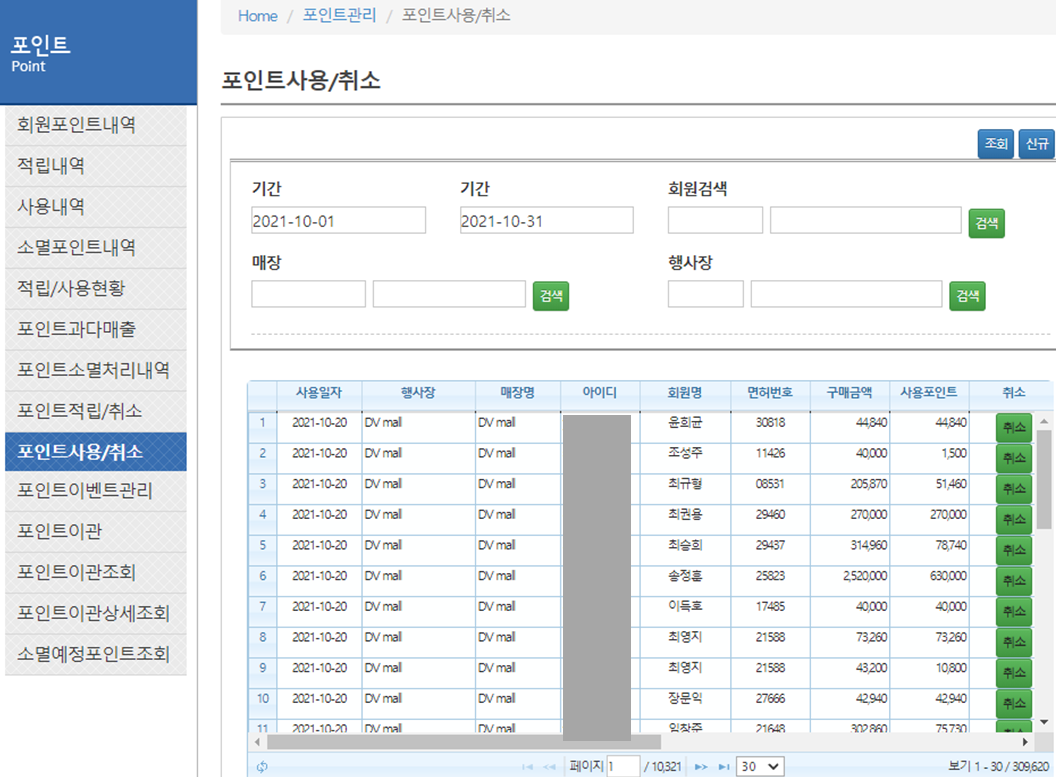 Home / 포인트관리 / 포인트사용/취소
포인트
Point
회원포인트내역
적립내역
사용내역
소멸포인트내역
적립/사용현황
포인트과다매출
포인트소멸처리내역
포인트적립/취소
포인트사용/취소
포인트이벤트관리
포인트이관
포인트이관조회
포인트이관상세조회
소멸예정포인트조회
포인트사용/취소
조회 신규
기간 기간 회원검색
2021-10-01 2021-10-31 검색
매장 행사장
검색 검색
사용일자 행사장 매장명 아이디 회원명 면허번호 구매금액 사용포인트 취소
1 2021-10-20 DV mall DV mall 윤희균 30818 44,840 44,840 취소
2 2021-10-20 DV mall DV mall 조성주 11426 40,000 1,500 취소
3 2021-10-20 DV mall DV mall 최규형 08531 205,870 51,460 취소
4 2021-10-20 DV mall DV mall 최권용 29460 270,000 270,000 취소
5 2021-10-20 DV mall DV mall 최승희 29437 314,960 78,740 취소
6 2021-10-20 DV mall DV mall 송정훈 25823 2,520,000 630,000 취소
7 2021-10-20 DV mall DV mall 이득호 17485 40,000 40,000 취소
8 2021-10-20 DV mall DV mall 최영지 21588 73,260 73,260 취소
9 2021-10-20 DV mall DV mall 최영지 21588 43,200 10,800 취소
10 2021-10-20 DV mall DV mall 장문익 27666 42,940 42,940 취소
11 2021-10-20 DV mall DV mall 임창주 21648 302,860 75,730 취소
페이지 1 / 10,321 30 보기 1 - 30 / 309,620